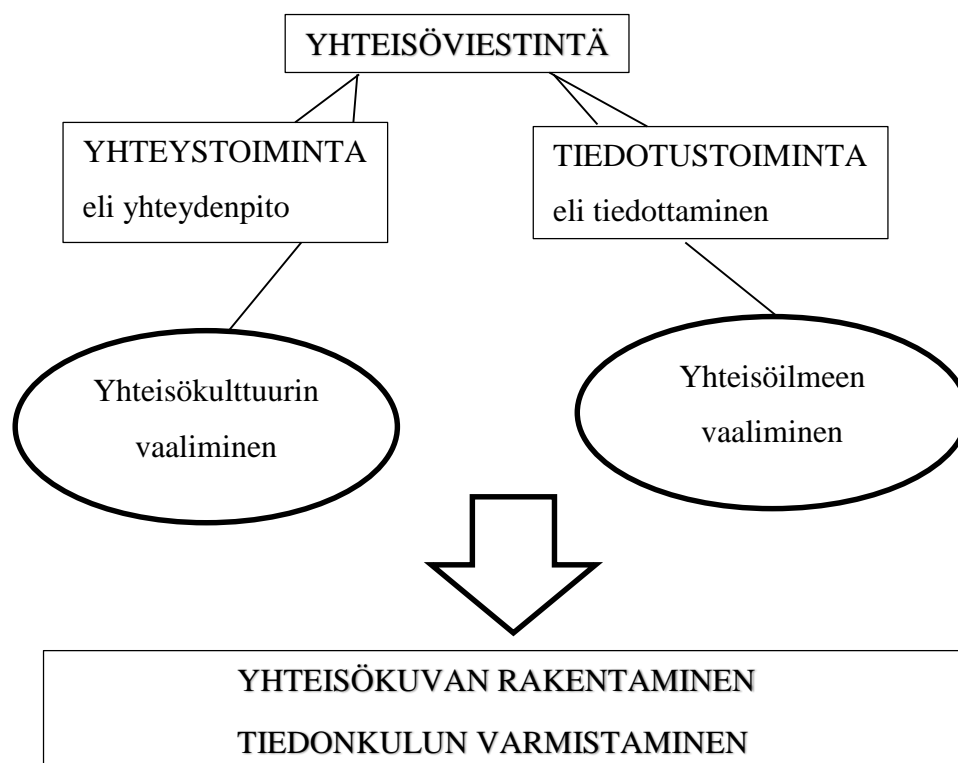 YHTEISÖVIESTINTÄ
YHTEYSTOIMINTA
eli yhteydenpito
TIEDOTUSTOIMINTA
eli tiedottaminen
Yhteisökulttuurin
vaaliminen
Yhteisöilmeen
vaaliminen
YHTEISÖKUVAN RAKENTAMINEN
TIEDONKULUN VARMISTAMINEN